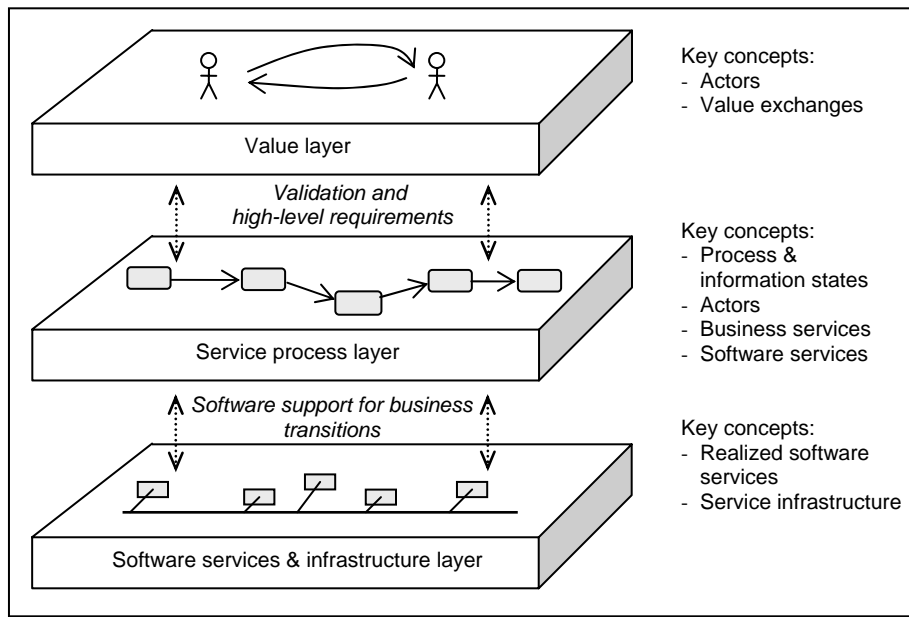 Key concepts:
- Actors
- Value exchanges
Value layer
Validation and
high-level requirements
Key concepts:
- Process &
information states
- Actors
- Business services
- Software services
Service process layer
Software support for business
transitions
Key concepts:
- Realized software
services
- Service infrastructure
Software services & infrastructure layer